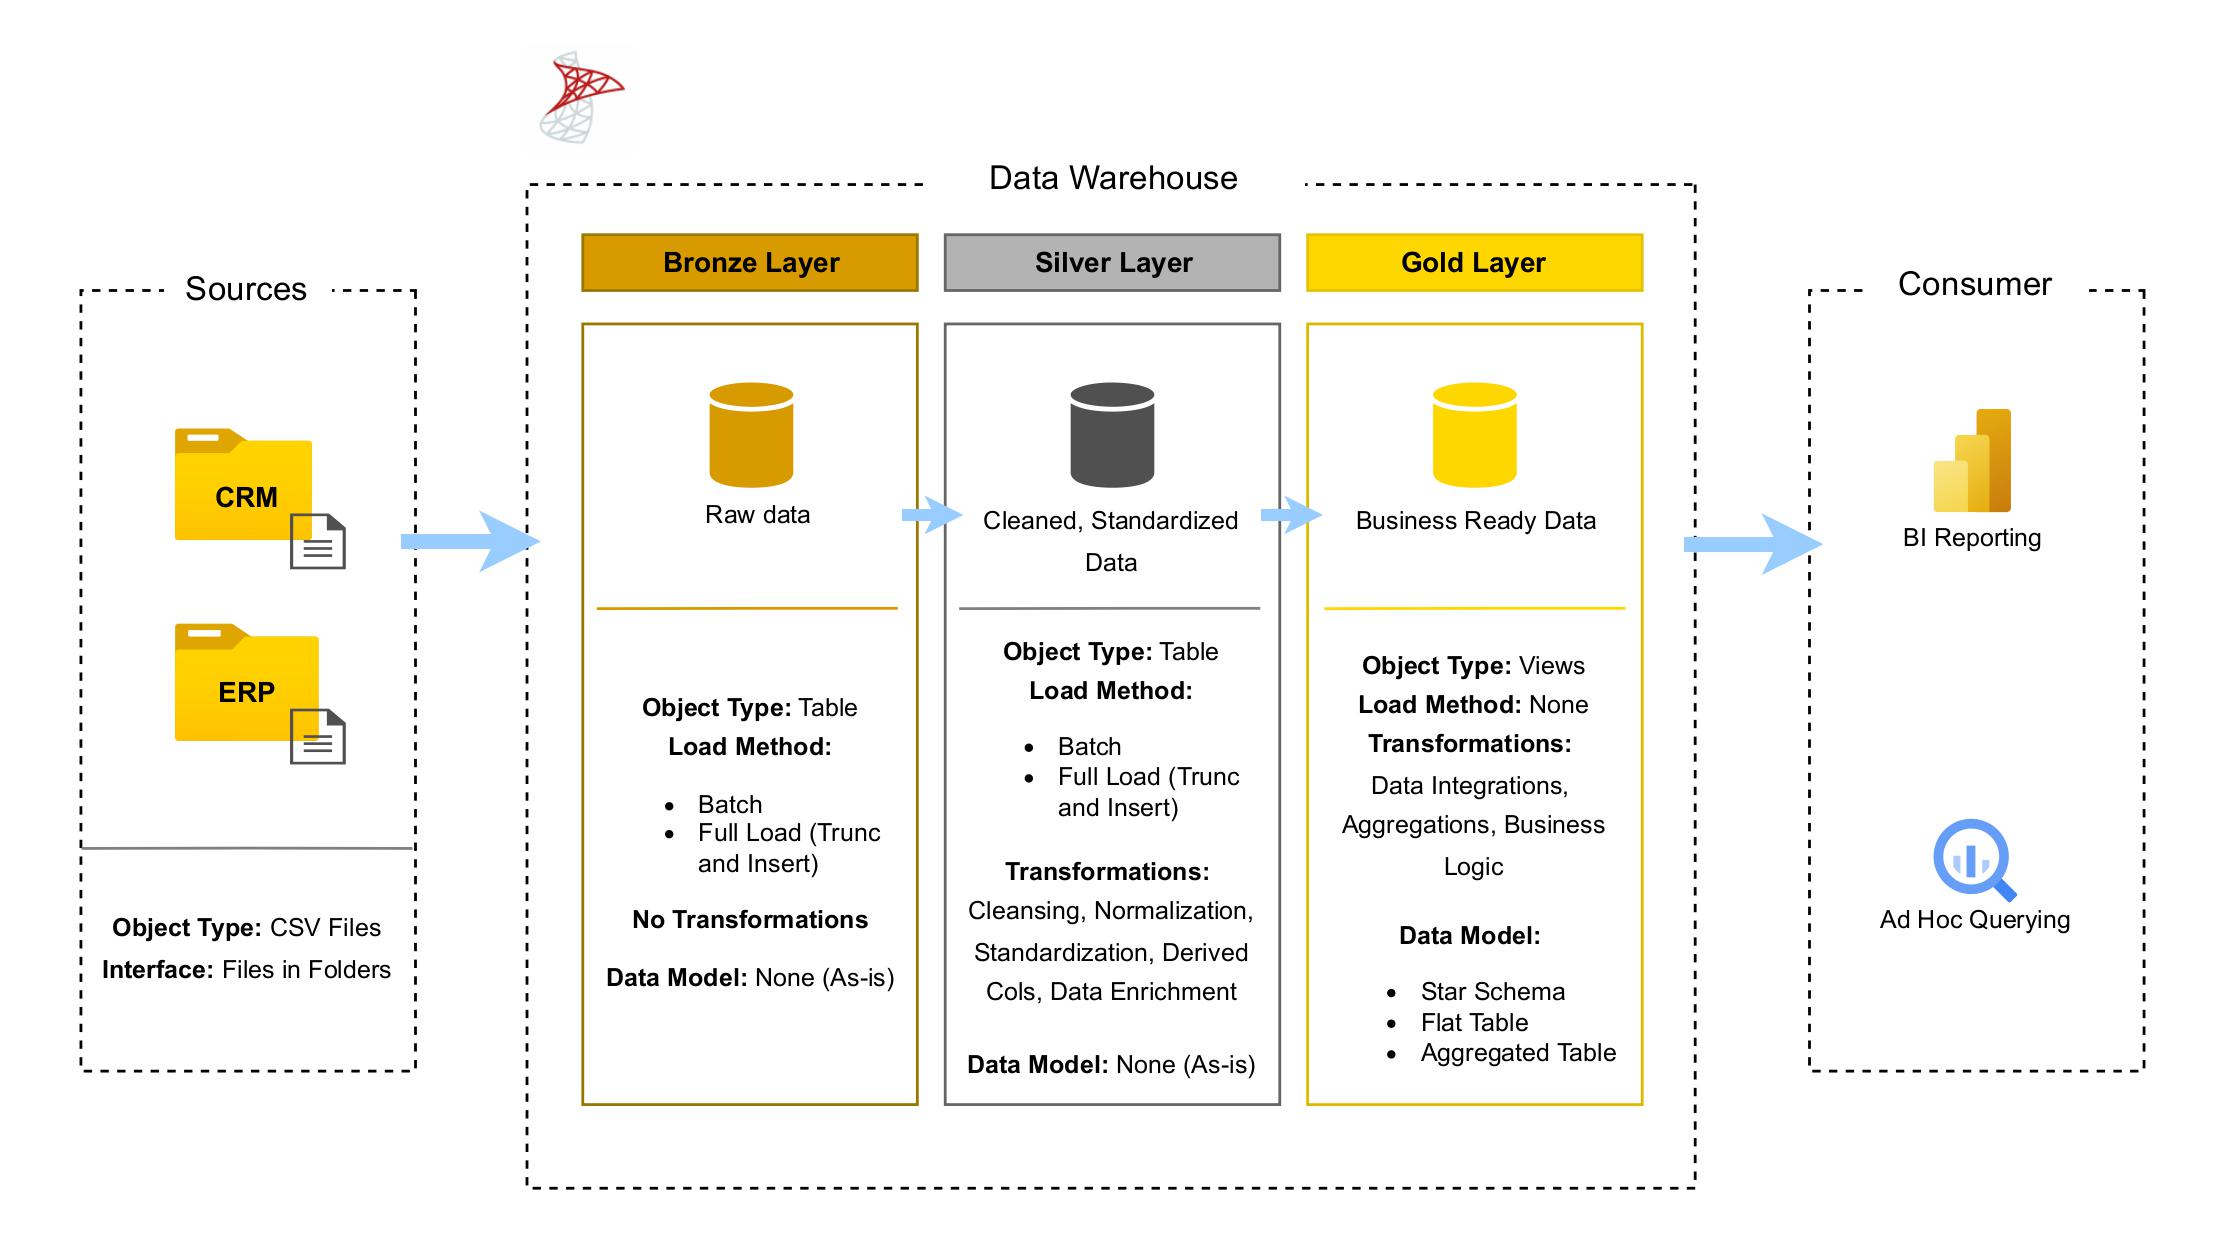 Data Warehouse
Sources
CRM
ERP
Object Type: CSV Files
Interface: Files in Folders
Bronze Layer
Raw data
Object Type: Table
Load Method:
• Batch
• Full Load (Trunc
and Insert)
No Transformations
Data Model: None (As-is)
Silver Layer
Cleaned, Standardized
Data
Object Type: Table
Load Method:
• Batch
• Full Load (Trunc
and Insert)
Transformations:
Cleansing, Normalization,
Standardization, Derived
Cols, Data Enrichment
Data Model: None (As-is)
Gold Layer
Business Ready Data
Object Type: Views
Load Method: None
Transformations:
Data Integrations,
Aggregations, Business
Logic
Data Model:
• Star Schema
• Flat Table
• Aggregated Table
Consumer
BI Reporting
Ad Hoc Querying